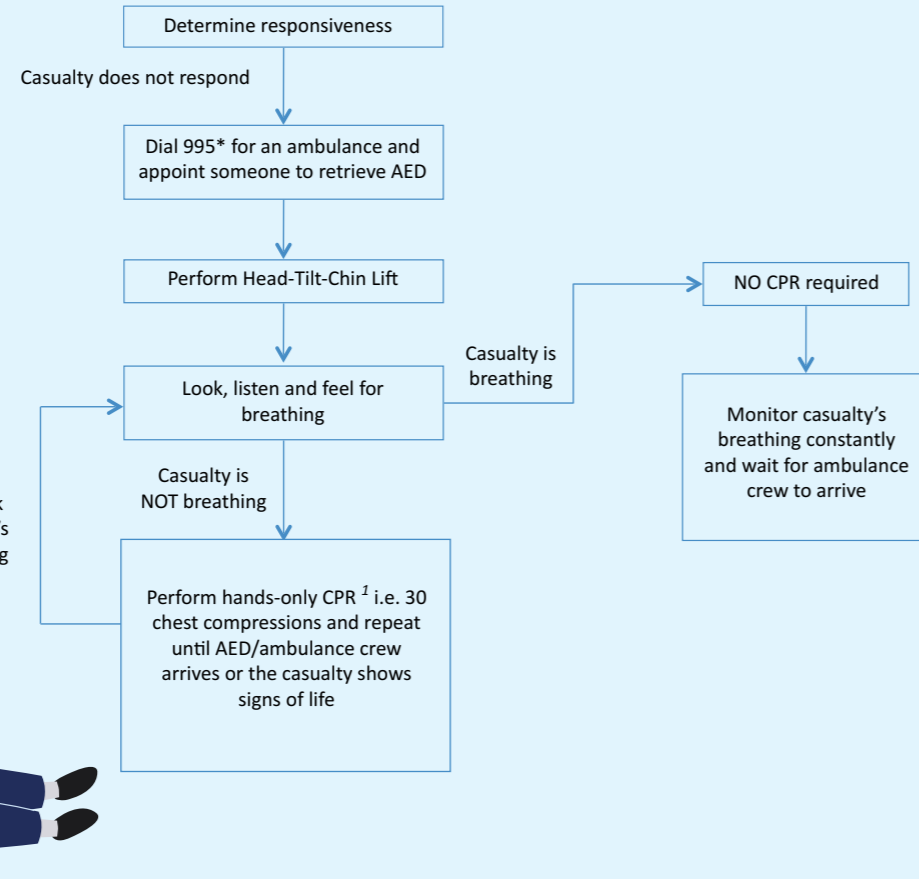 Determine responsiveness
Casualty does not respond
Dial 995* for an ambulance and
appoint someone to retrieve AED
Perform Head-Tilt-Chin Lift
NO CPR required
Casualty is
breathing
Look, listen and feel for
breathing
Monitor casualty’s
breathing constantly
and wait for ambulance
crew to arrive
Casualty is
NOT breathing
Perform hands-only CPR 1 i.e. 30
chest compressions and repeat
until AED/ambulance crew
arrives or the casualty shows
signs of life